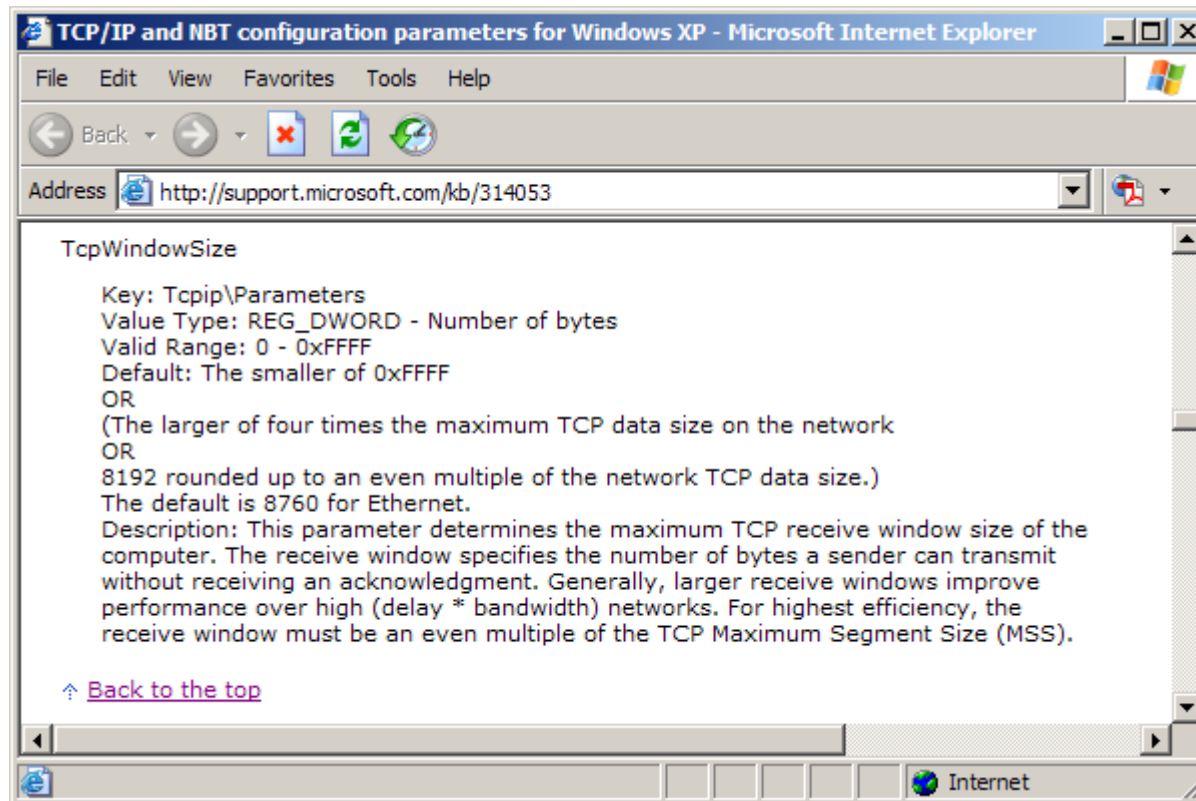 TCP/IP and NBT configuration parameters for Windows XP - Microsoft Internet Explorer
File Edit View Favorites Tools Help
Back
Address http://support.microsoft.com/kb/314053
TcpWindowSize
Key: Tcpip\Parameters
Value Type: REG_DWORD - Number of bytes
Valid Range: 0 - 0xFFFF
Default: The smaller of 0xFFFF
OR
(The larger of four times the maximum TCP data size on the network
OR
8192 rounded up to an even multiple of the network TCP data size.)
The default is 8760 for Ethernet.
Description: This parameter determines the maximum TCP receive window size of the
computer. The receive window specifies the number of bytes a sender can transmit
without receiving an acknowledgment. Generally, larger receive windows improve
performance over high (delay * bandwidth) networks. For highest efficiency, the
receive window must be an even multiple of the TCP Maximum Segment Size (MSS).
Back to the top
Internet